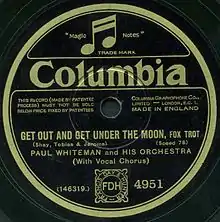 "Magic Notes"
TRADE MARK
Columbia
THIS RECORD (MADE BY PATENTED PROCESS) MUST NOT BE SOLD BELOW PRICE FIXED BY PATENTEES
COLUMBIA GRAPHOPHONE CO. LIMITED — LONDON, E.C.1. MADE IN ENGLAND
GET OUT AND GET UNDER THE MOON, FOX TROT
(Shay, Tobias & Jerome) (Speed 78)
PAUL WHITEMAN AND HIS ORCHESTRA
(With Vocal Chorus)
(146319.) FDH 4951